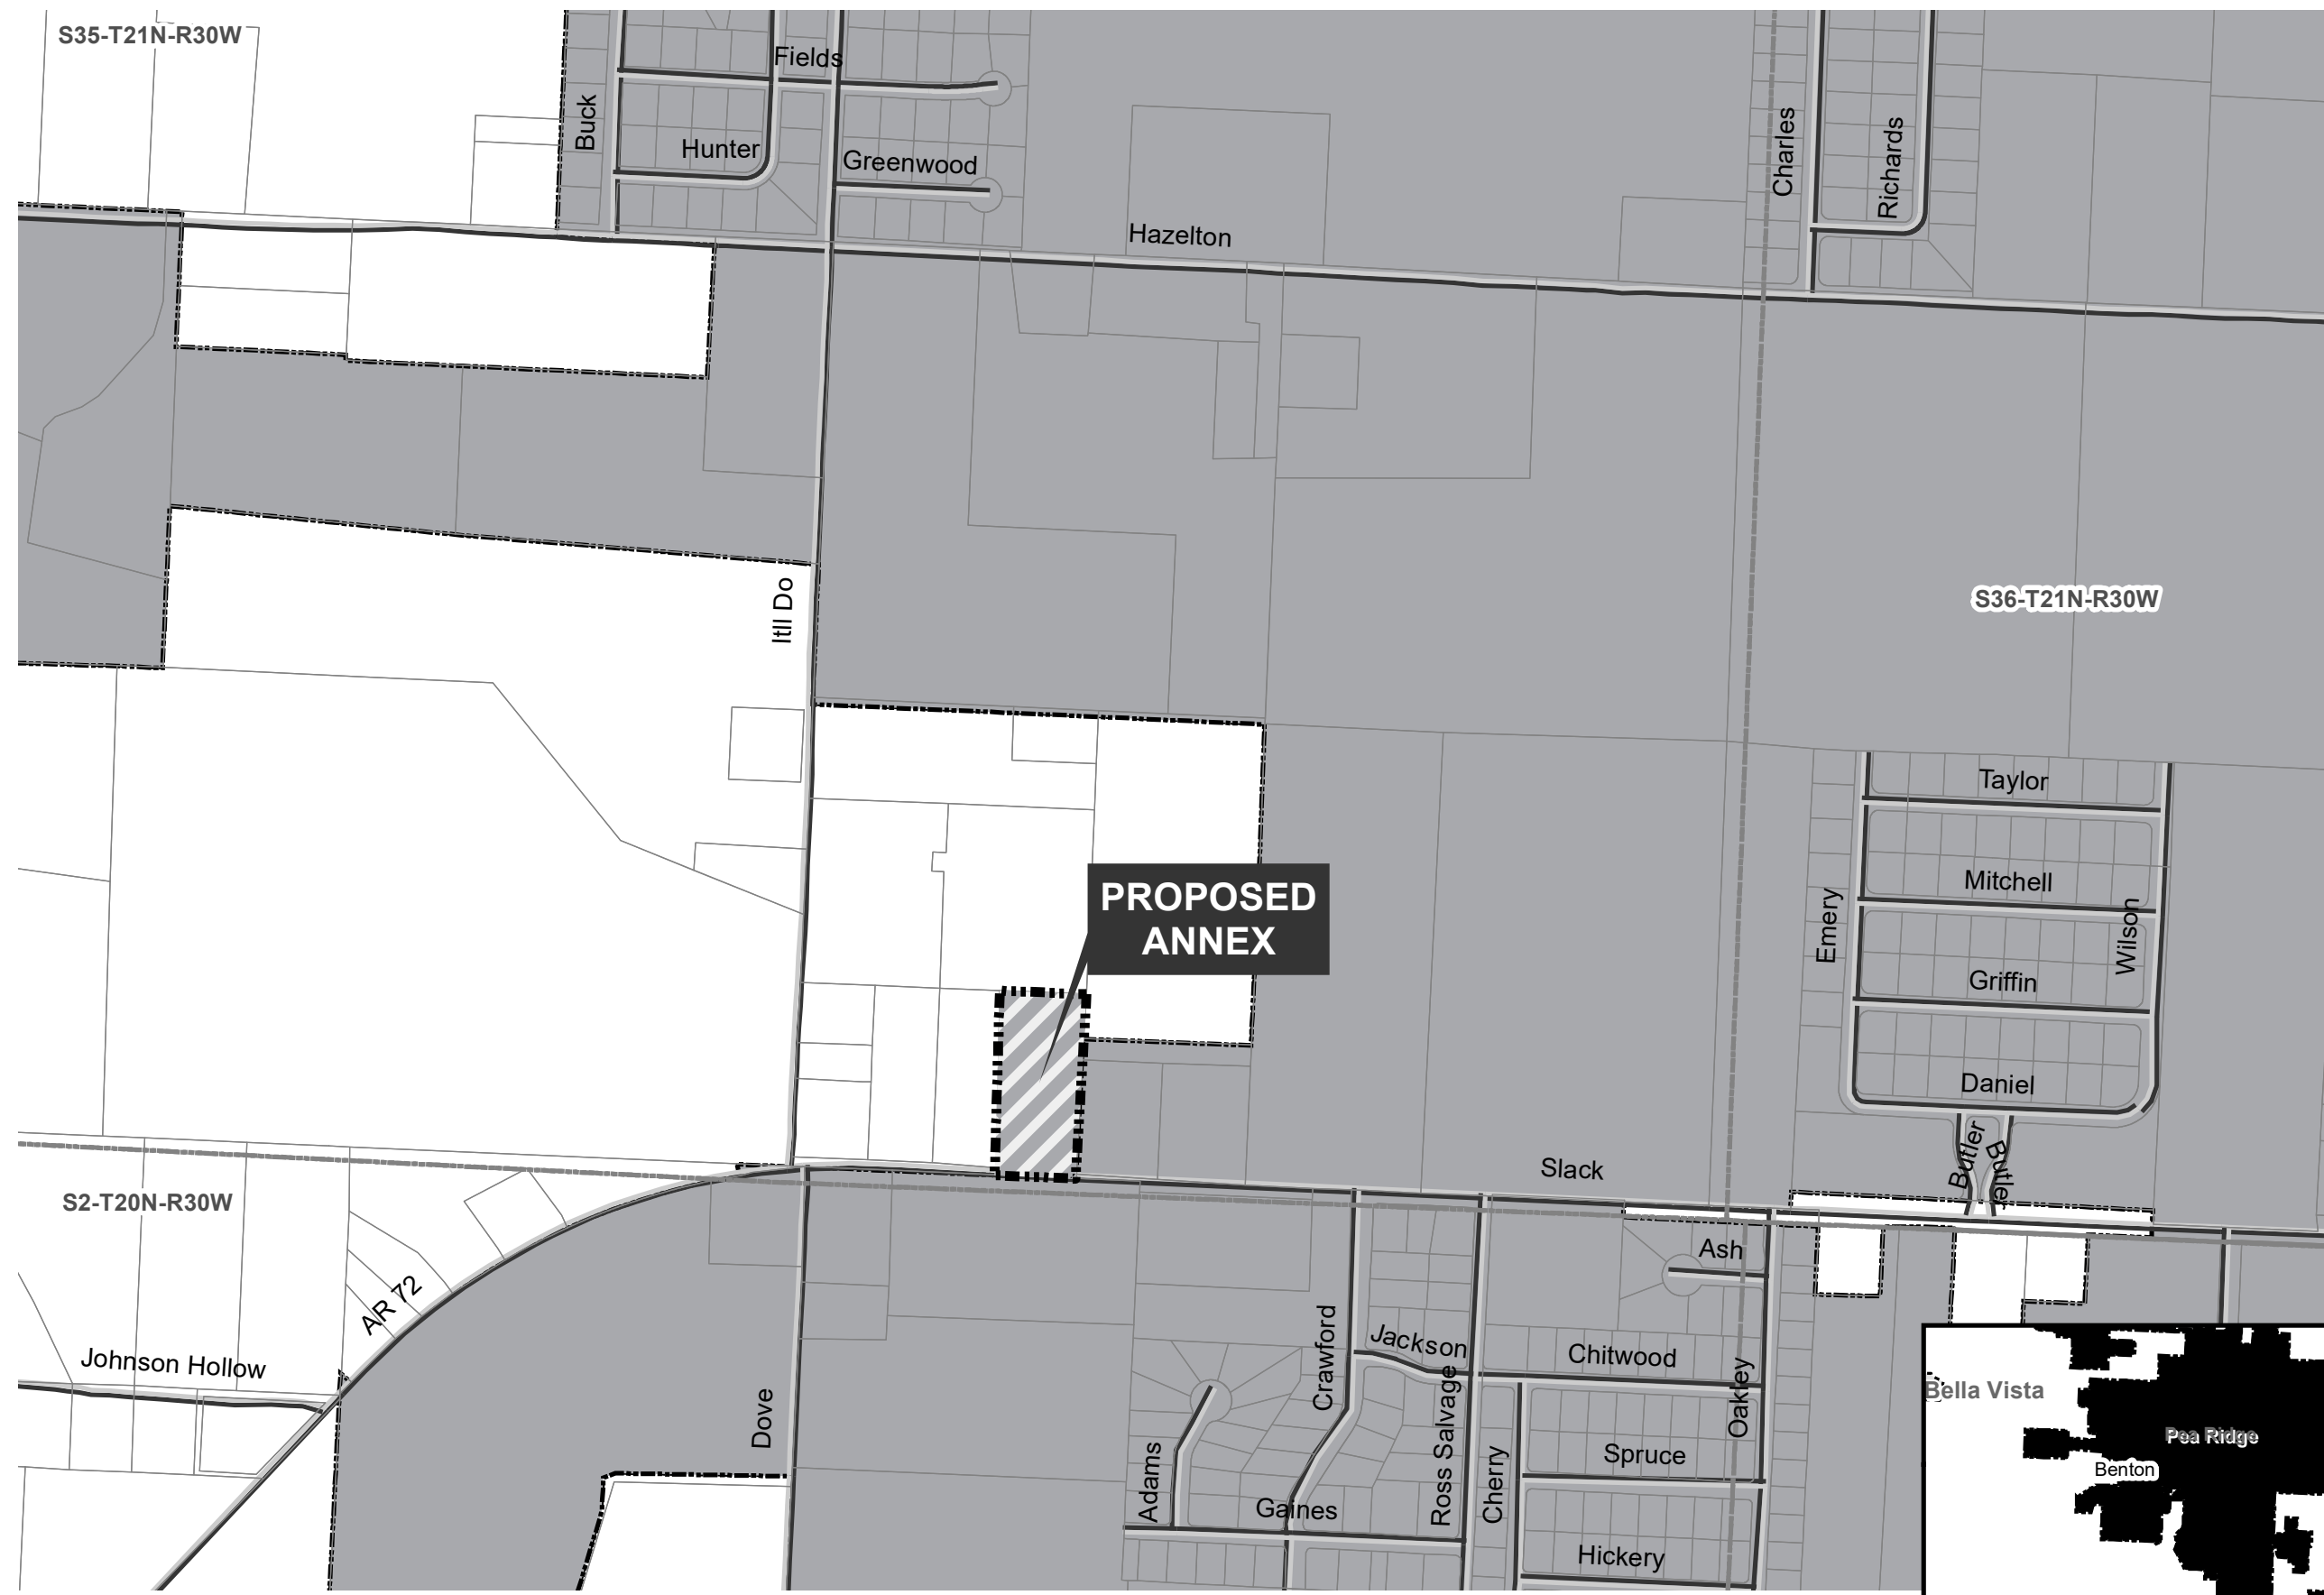 S35-T21N-R30W
Fields
Buck
Hunter
Greenwood
Charles
Richards
Hazelton
Itll Do
S36-T21N-R30W
Taylor
Mitchell
Emery
Wilson
Griffin
Daniel
Butler
Butler
PROPOSED
ANNEX
Slack
S2-T20N-R30W
AR 72
Johnson Hollow
Dove
Ash
Crawford
Jackson
Chitwood
Oakley
Ross Salvage
Adams
Cherry
Spruce
Gaines
Hickery
Bella Vista
Pea Ridge
Benton